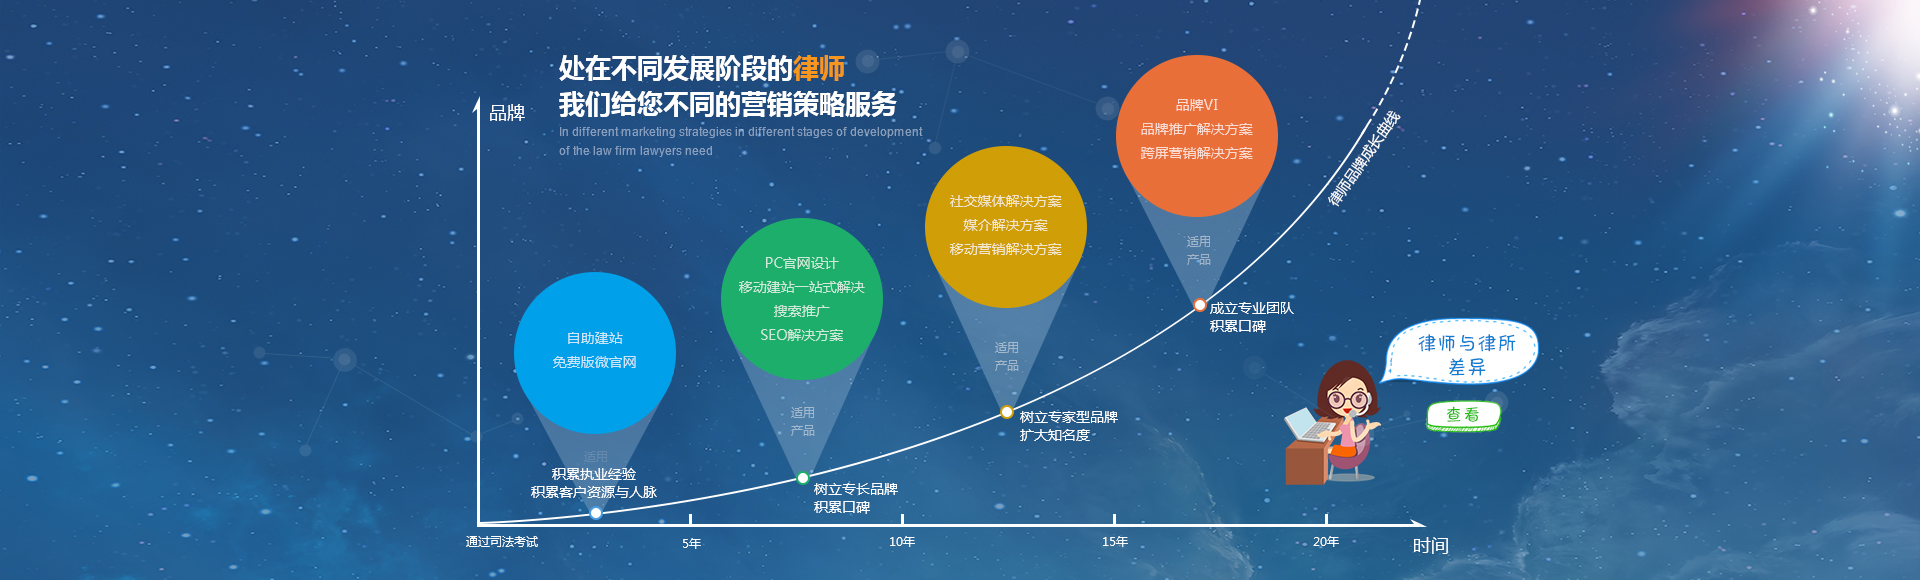 处在不同发展阶段的律师
我们给您不同的营销策略服务
In different marketing strategies in different stages of development
of the law firm lawyers need
品牌
品牌VI
品牌推广解决方案
跨屏营销解决方案
适用
产品
成立专业团队
积累口碑
律师品牌成长曲线
社交媒体解决方案
媒介解决方案
移动营销解决方案
适用
产品
树立专家型品牌
扩大知名度
PC官网设计
移动建站一站式解决
搜索推广
SEO解决方案
适用
产品
树立专长品牌
积累口碑
自助建站
免费版微官网
适用
积累执业经验
积累客户资源与人脉
律师与律所
差异
查看
通过司法考试
5年
10年
15年
20年
时间